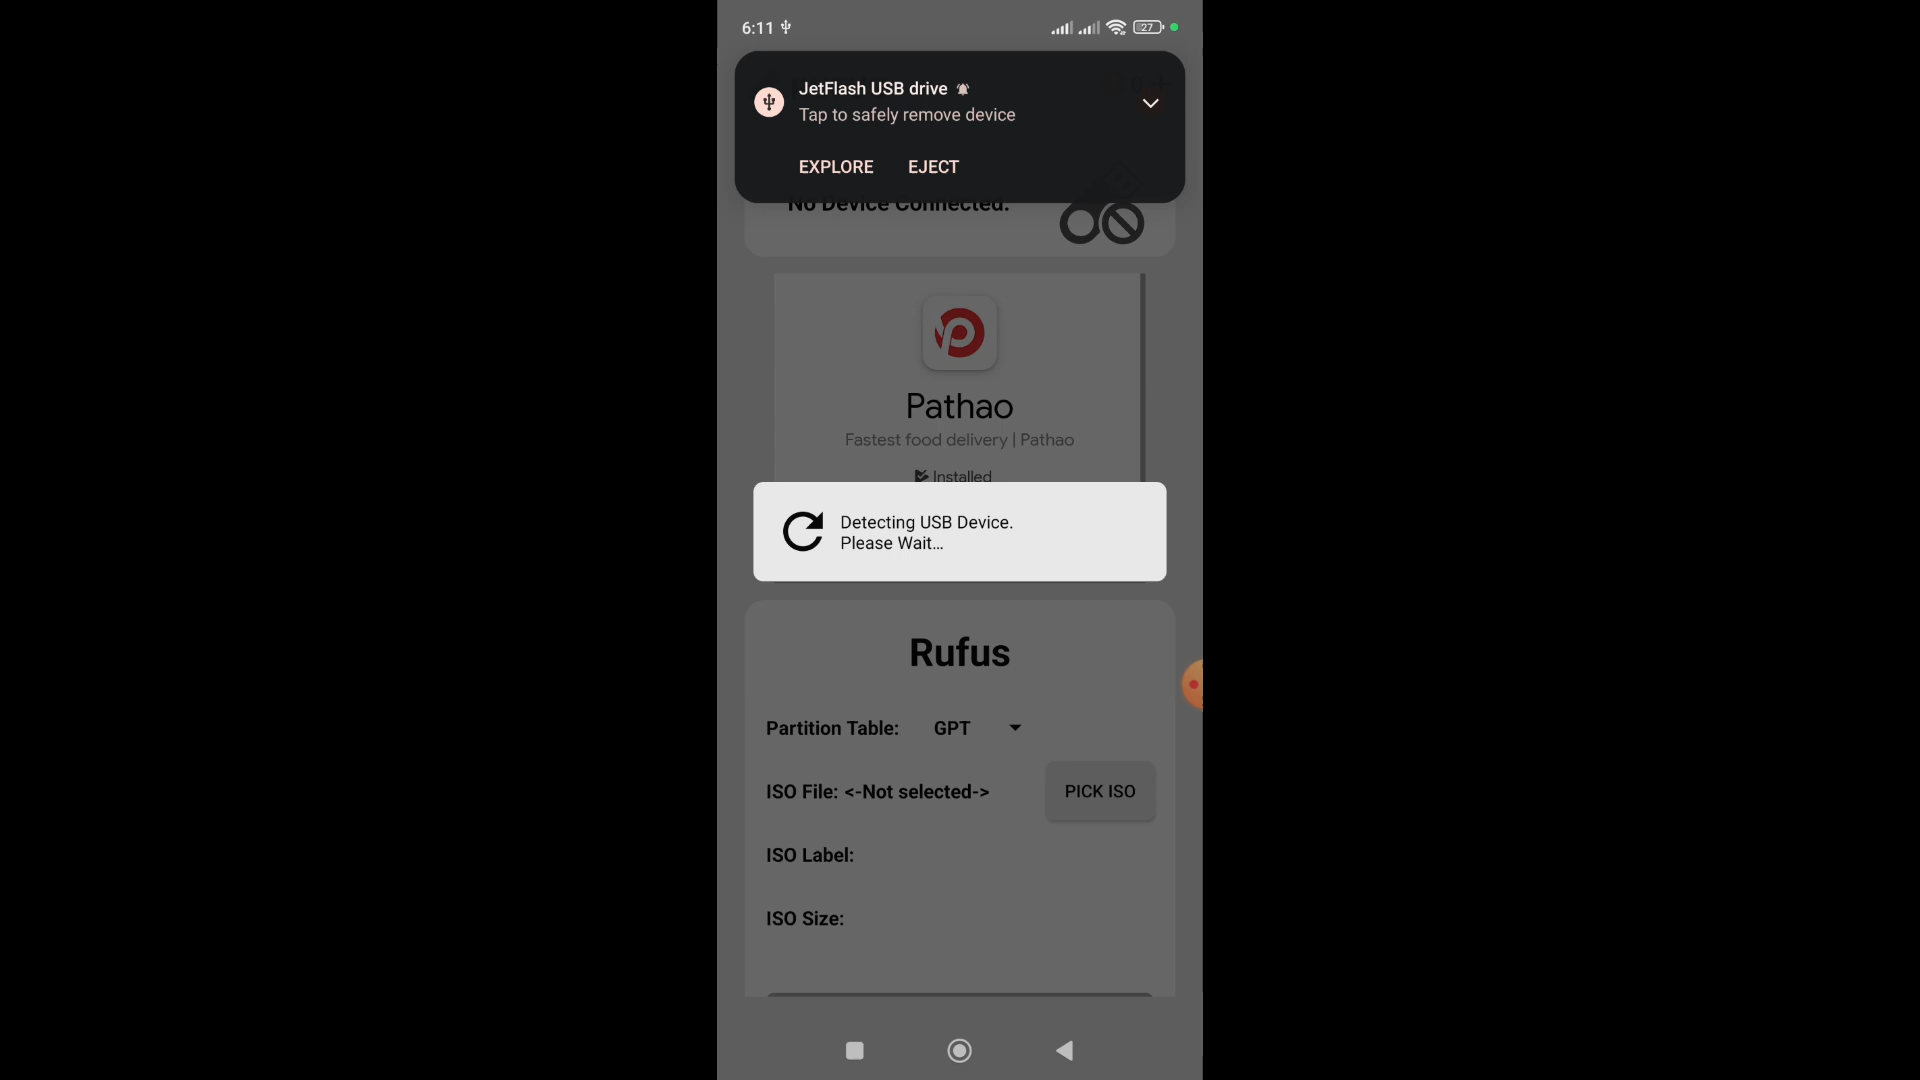 6:11
27
JetFlash USB drive
Tap to safely remove device
EXPLORE EJECT
No Device Connected.
Pathao
Fastest food delivery | Pathao
Installed
Detecting USB Device.
Please Wait...
Rufus
Partition Table: GPT
ISO File: <-Not selected-> PICK ISO
ISO Label:
ISO Size: